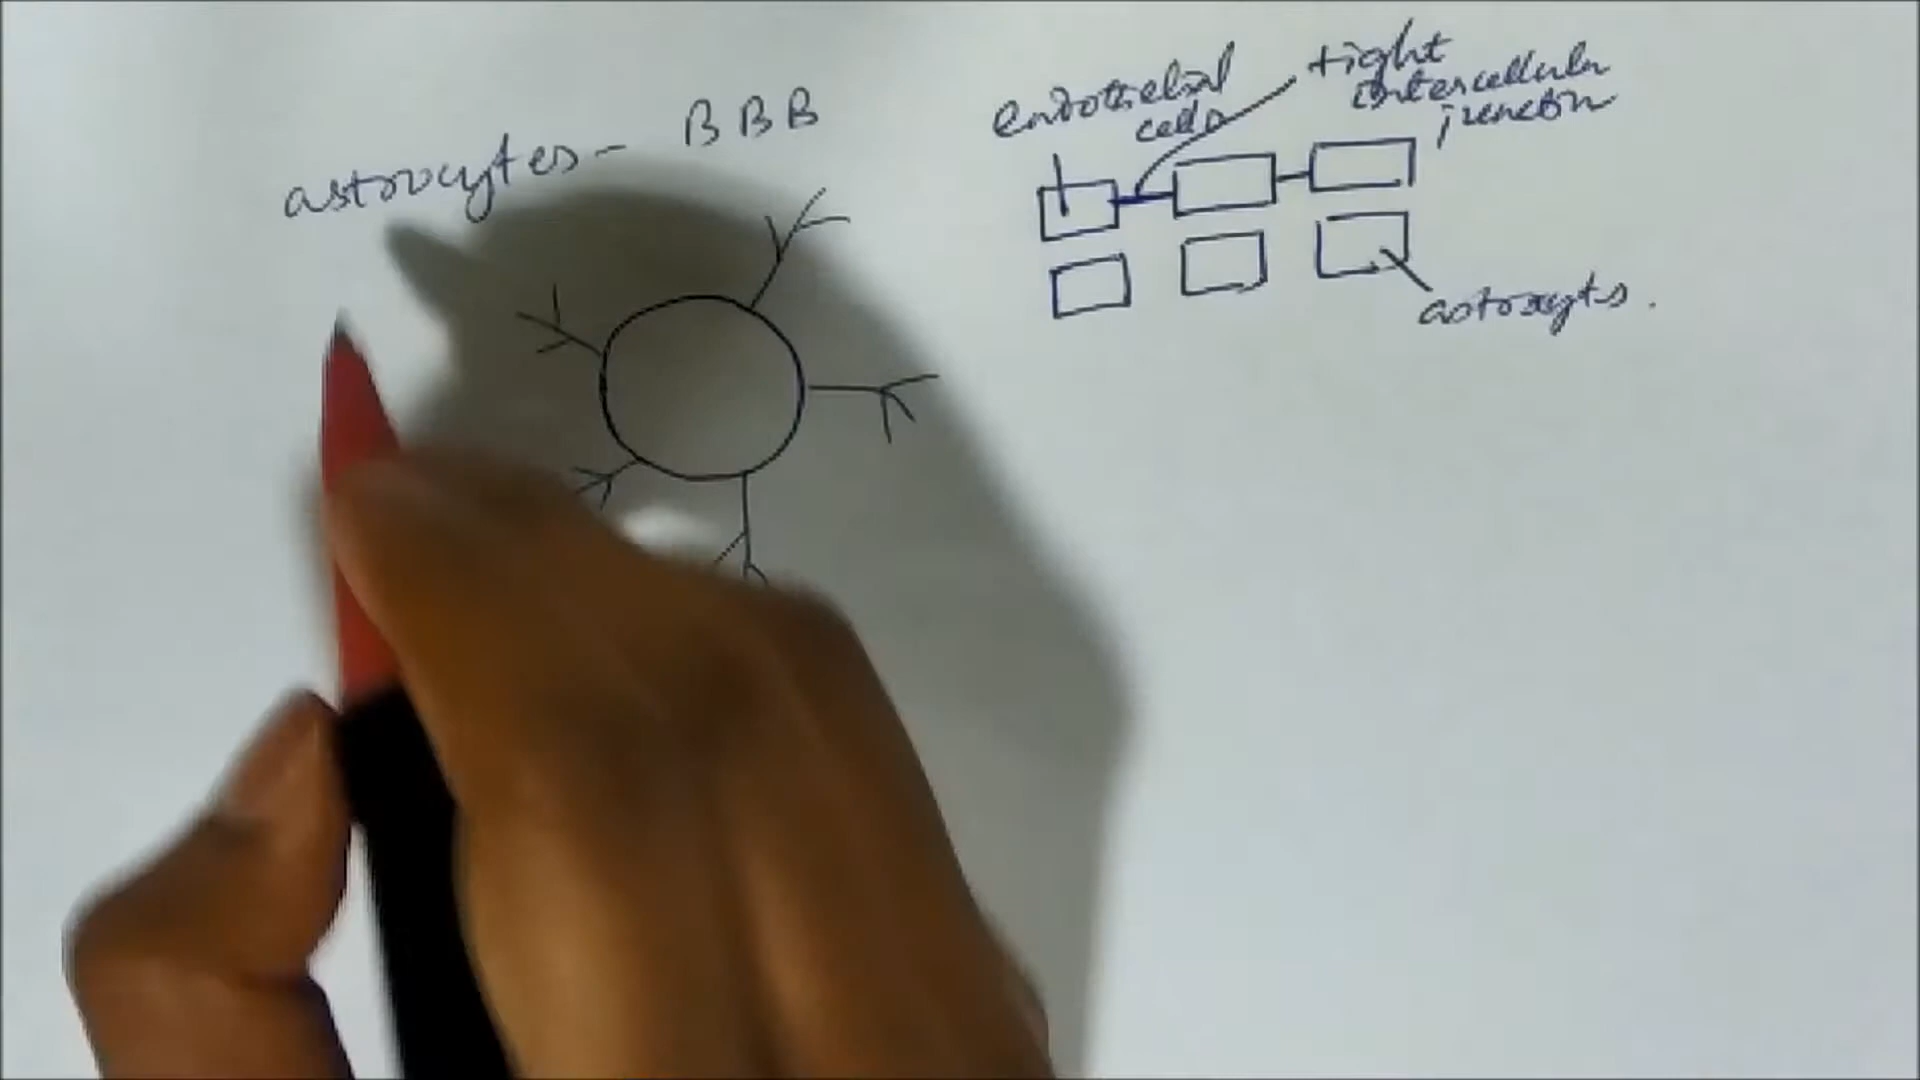 astrocytes - BBB
endothelial
cells
tight
intercellular
junction
astrocytes.